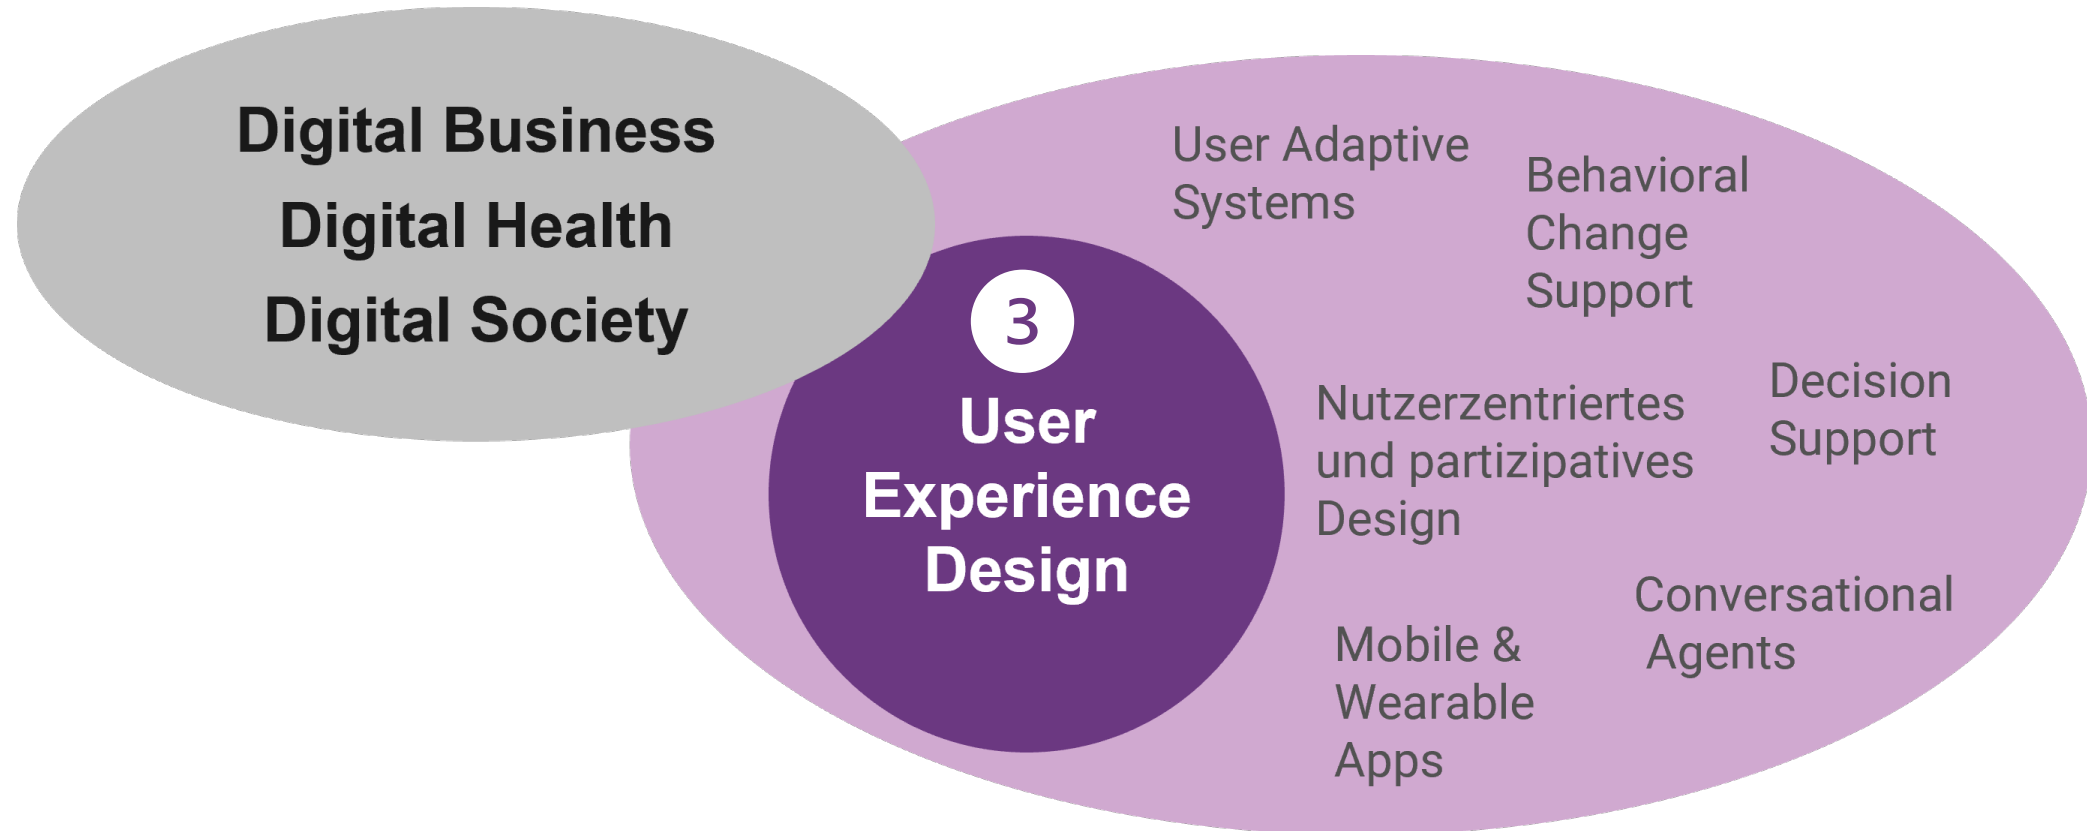 Digital Business
Digital Health
Digital Society
3
User
Experience
Design
User Adaptive
Systems
Behavioral
Change
Support
Nutzerzentriertes
und partizipatives
Design
Decision
Support
Mobile &
Wearable
Apps
Conversational
Agents